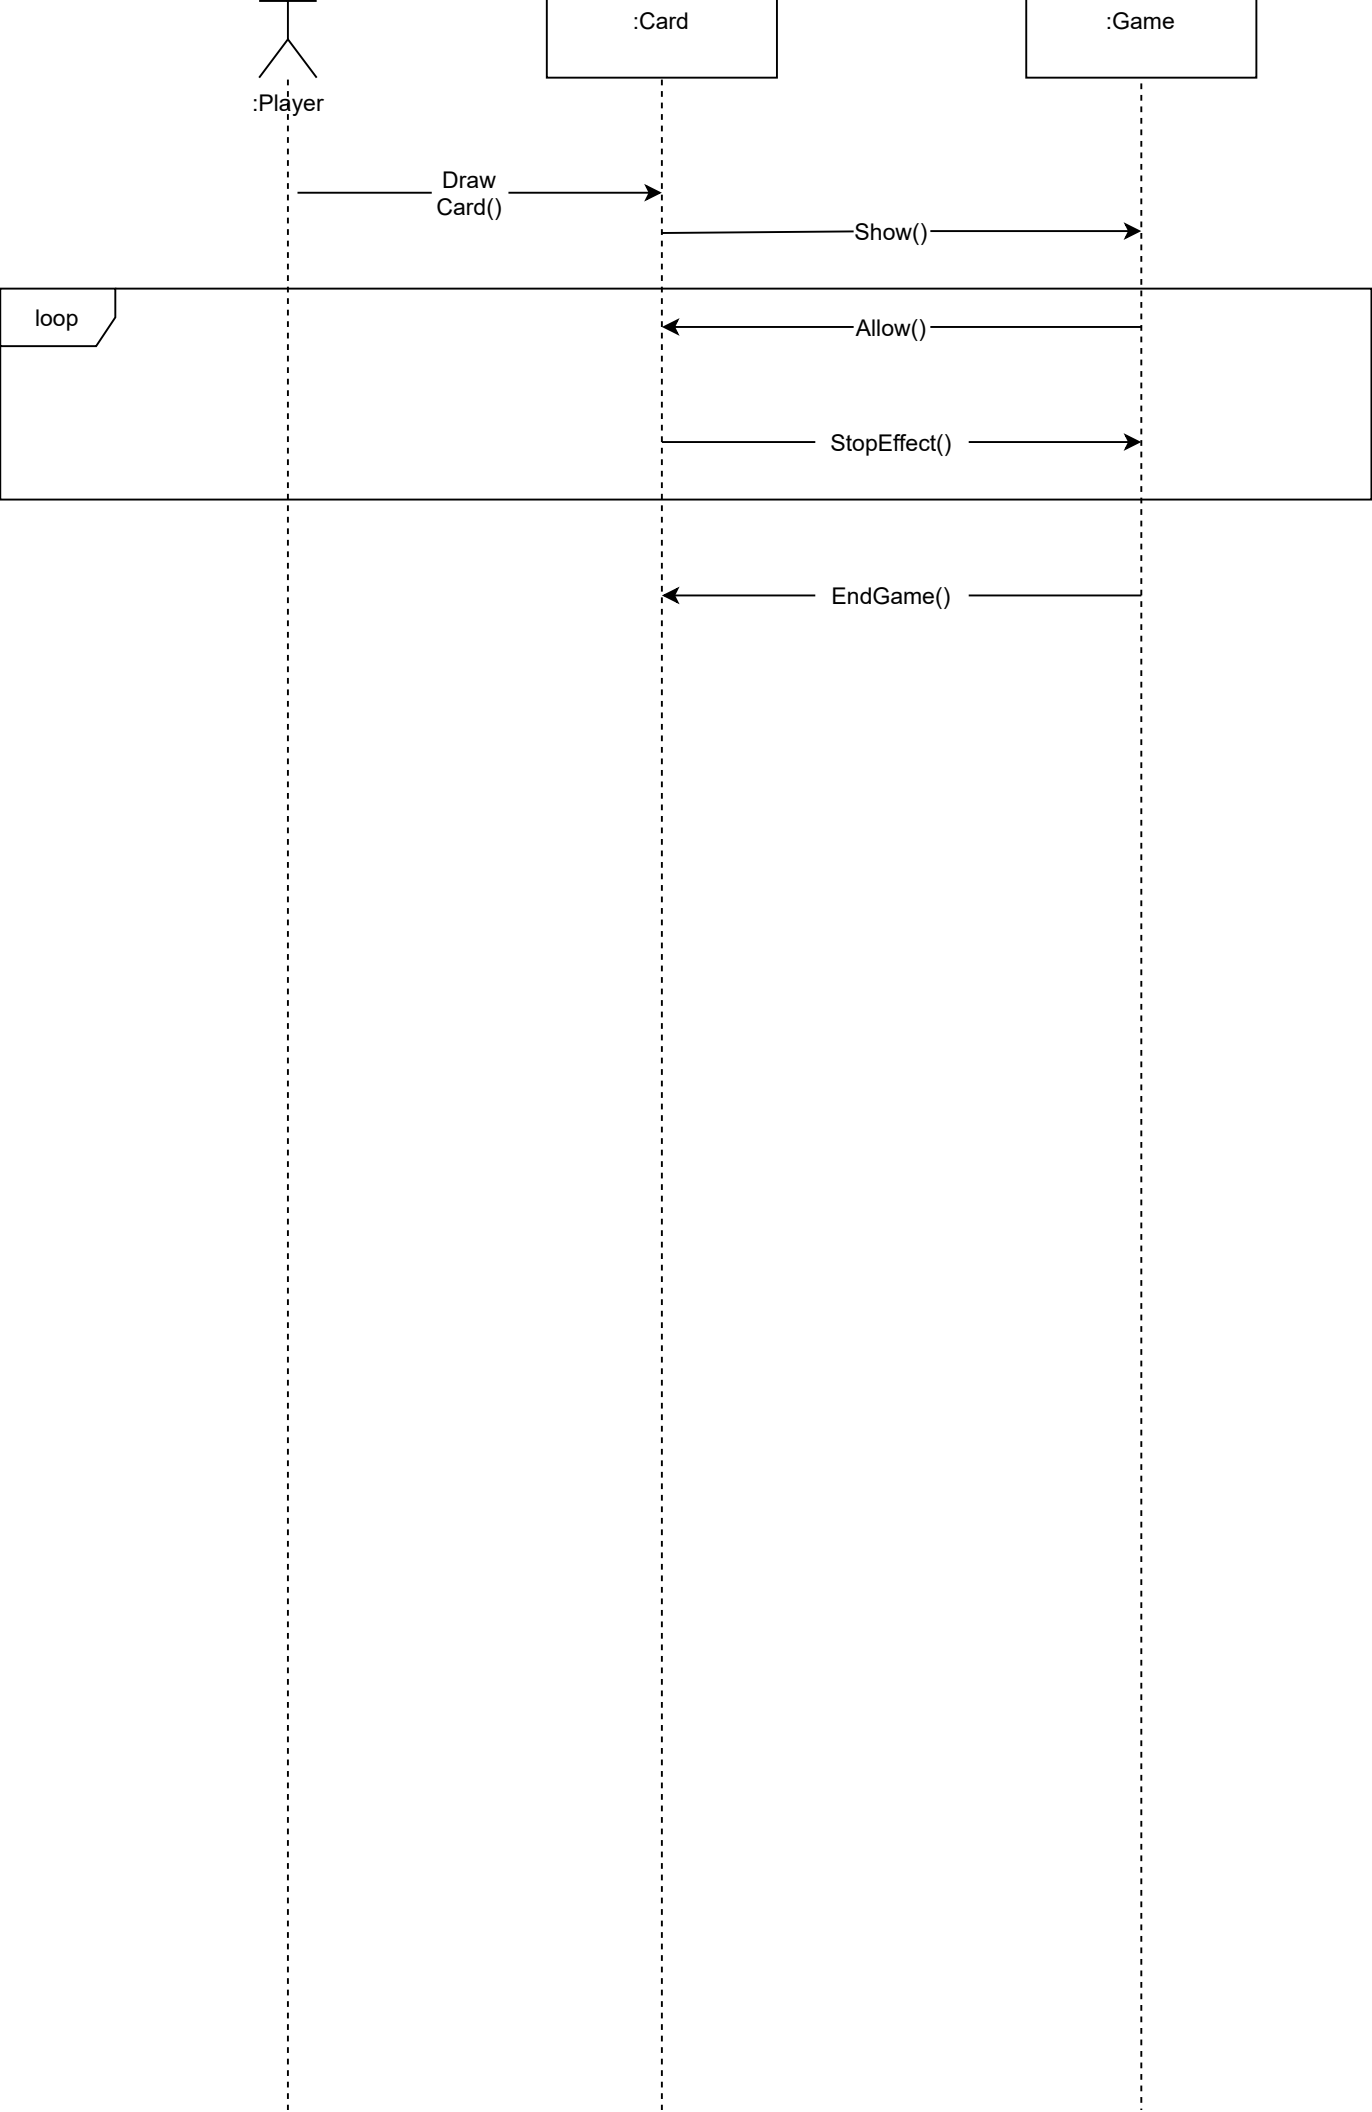 :Card
:Game
:Player
Draw
Card()
Show()
loop
Allow()
StopEffect()
EndGame()